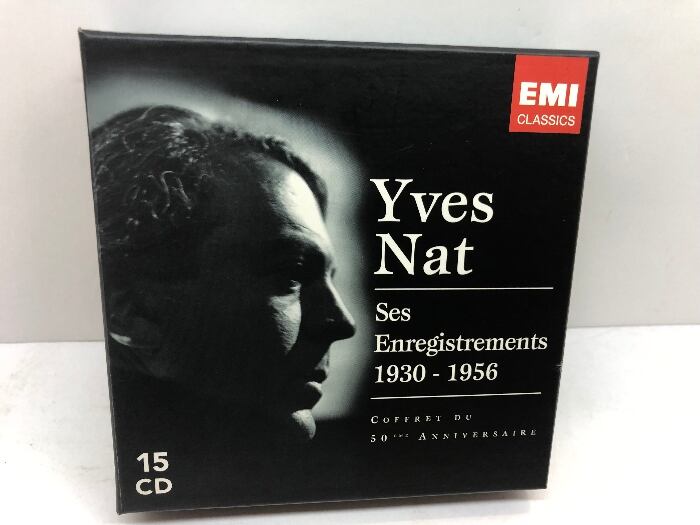 EMI
CLASSICS
Yves
Nat
Ses
Enregistrements
1930 - 1956
COFFRET DU
50ÈME ANNIVERSAIRE
15
CD